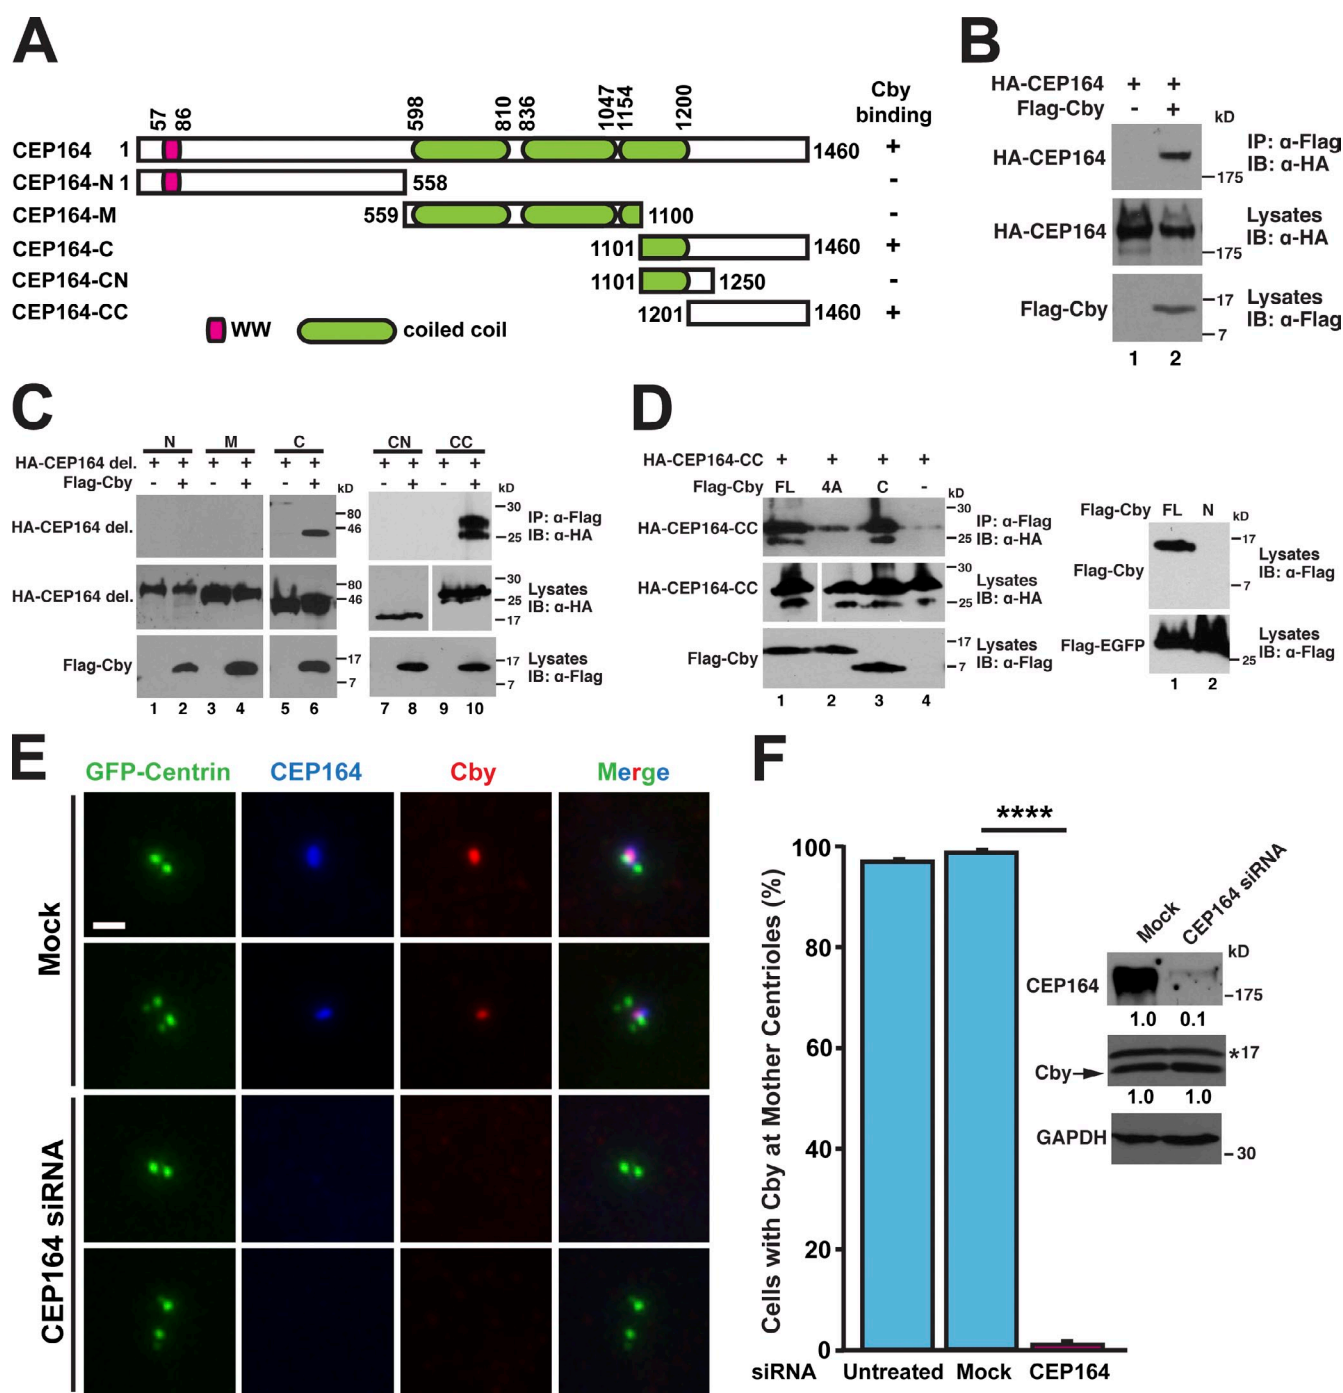 A
57 86 598 810 836 1047 1154 1200
Cby
binding
CEP164 1 1460 +
CEP164-N 1 558 -
CEP164-M 559 1100 -
CEP164-C 1101 1460 +
CEP164-CN 1101 1250 -
CEP164-CC 1201 1460 +
WW coiled coil
B
HA-CEP164 + +
Flag-Cby - +
kD
HA-CEP164 -175 IP: α-Flag
IB: α-HA
HA-CEP164 -175 Lysates
IB: α-HA
Flag-Cby -17 -7 Lysates
IB: α-Flag
1 2
C
N M C CN CC
HA-CEP164 del. + + + + + + + + + +
Flag-Cby - + - + - + kD - + - + kD
HA-CEP164 del. -80 -46 -30 -25 IP: α-Flag
IB: α-HA
HA-CEP164 del. -80 -46 -30 -25 -17 Lysates
IB: α-HA
Flag-Cby -17 -7 -17 -7 Lysates
IB: α-Flag
1 2 3 4 5 6 7 8 9 10
D
HA-CEP164-CC + + + +
Flag-Cby FL 4A C - kD
HA-CEP164-CC -30 -25 IP: α-Flag
IB: α-HA
HA-CEP164-CC -30 -25 Lysates
IB: α-HA
Flag-Cby -17 -7 Lysates
IB: α-Flag
1 2 3 4
Flag-Cby FL N kD
Flag-Cby -17 -7 Lysates
IB: α-Flag
Flag-EGFP 25 Lysates
IB: α-Flag
1 2
E
GFP-Centrin CEP164 Cby Merge
Mock
CEP164 siRNA
F
****
Cells with Cby at Mother Centrioles (%)
100
80
60
40
20
0
siRNA Untreated Mock CEP164
Mock CEP164 siRNA
kD
CEP164 -175
1.0 0.1
*17
Cby
1.0 1.0
GAPDH
-30